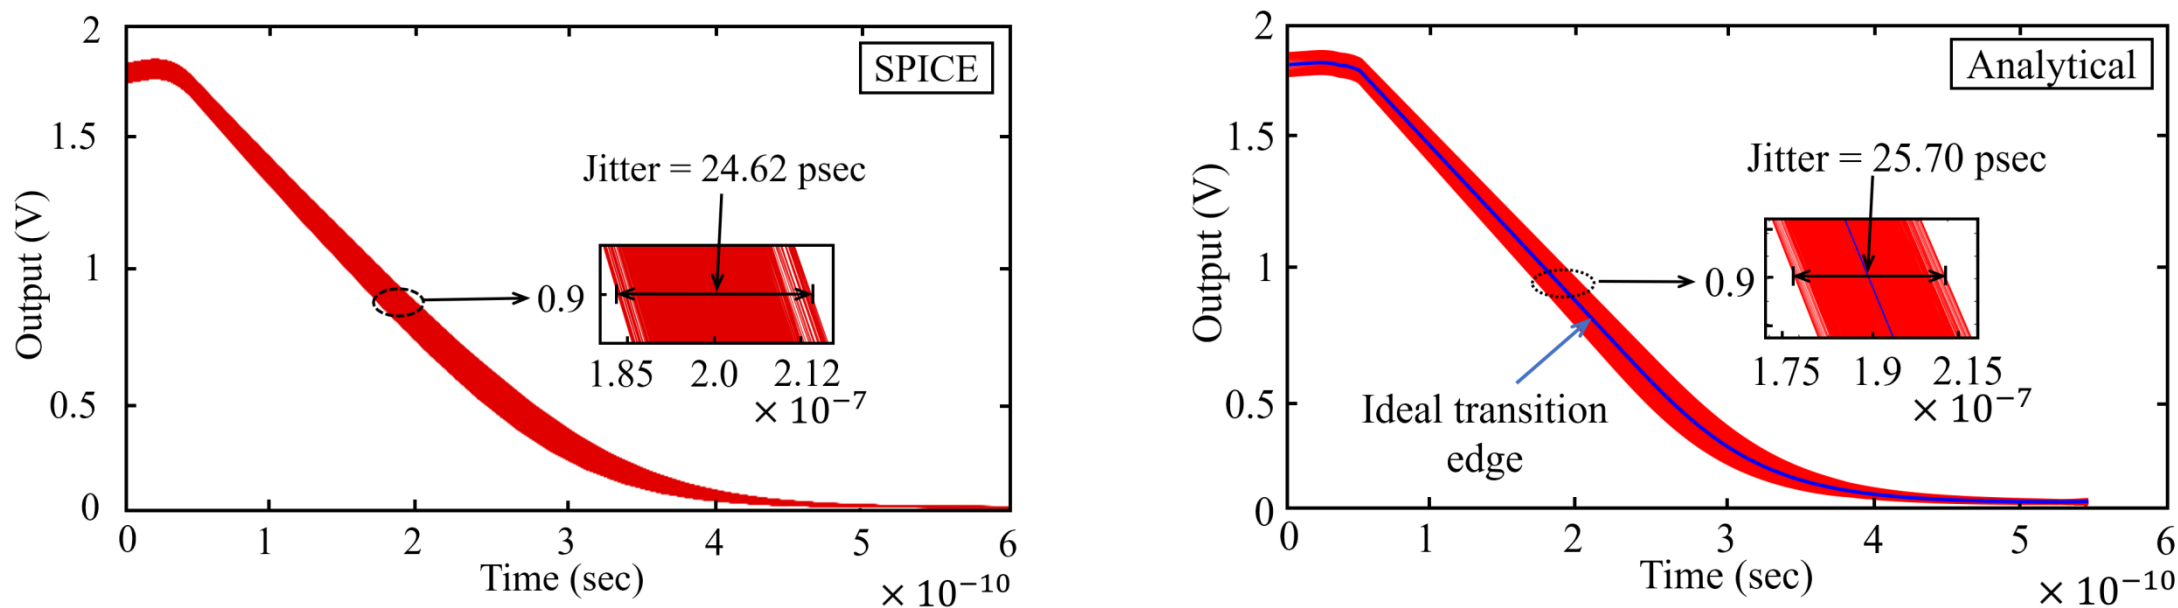 2
1.5
1
0.5
0
Output (V)
SPICE
Jitter = 24.62 psec
0.9
1.85 2.0 2.12
× 10⁻⁷
0 1 2 3 4 5 6
Time (sec)
× 10⁻¹⁰
2
1.5
1
0.5
0
Output (V)
Analytical
Jitter = 25.70 psec
0.9
1.75 1.9 2.15
× 10⁻⁷
Ideal transition
edge
0 1 2 3 4 5 6
Time (sec)
× 10⁻¹⁰